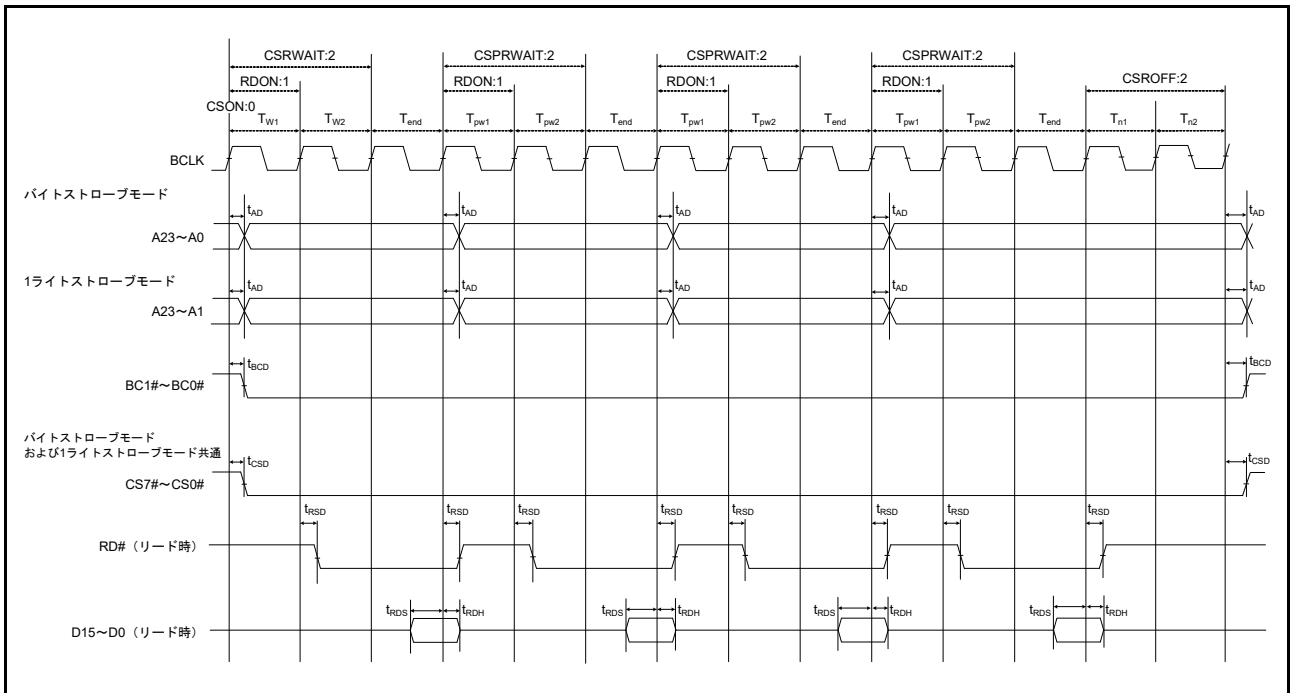 CSRWAIT:2 CSPRWAIT:2 CSPRWAIT:2 CSPRWAIT:2
RDON:1 RDON:1 RDON:1 RDON:1 CSROFF:2
CSON:0
TW1 TW2 Tend Tpw1 Tpw2 Tend Tpw1 Tpw2 Tend Tpw1 Tpw2 Tend Tn1 Tn2
BCLK
バイトストローブモード
tAD tAD tAD tAD tAD
A23～A0
1ライトストローブモード
tAD tAD tAD tAD tAD
A23～A1
tBCD tBCD
BC1#～BC0#
バイトストローブモード
および1ライトストローブモード共通
tCSD tCSD
CS7#～CS0#
tRSD tRSD tRSD tRSD tRSD tRSD tRSD tRSD
RD#（リード時）
tRDS tRDH tRDS tRDH tRDS tRDH tRDS tRDH
D15～D0（リード時）